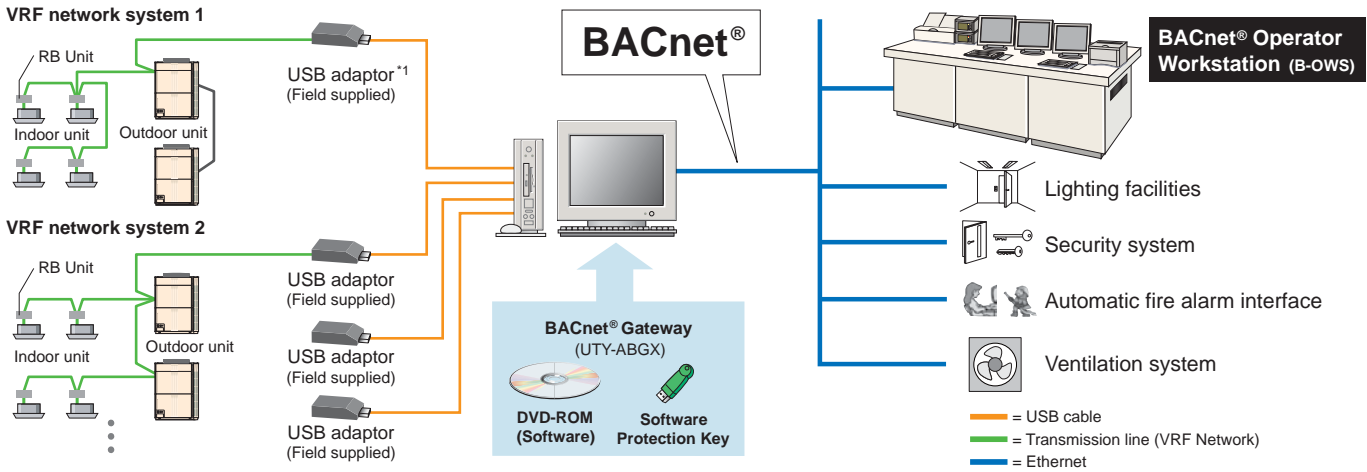 VRF network system 1
RB Unit
Indoor unit
Outdoor unit
USB adaptor*1
(Field supplied)
VRF network system 2
RB Unit
Indoor unit
Outdoor unit
USB adaptor
(Field supplied)
USB adaptor
(Field supplied)
USB adaptor
(Field supplied)
BACnet®
BACnet® Gateway
(UTY-ABGX)
DVD-ROM
(Software)
Software
Protection Key
BACnet® Operator
Workstation (B-OWS)
Lighting facilities
Security system
Automatic fire alarm interface
Ventilation system
= USB cable
= Transmission line (VRF Network)
= Ethernet